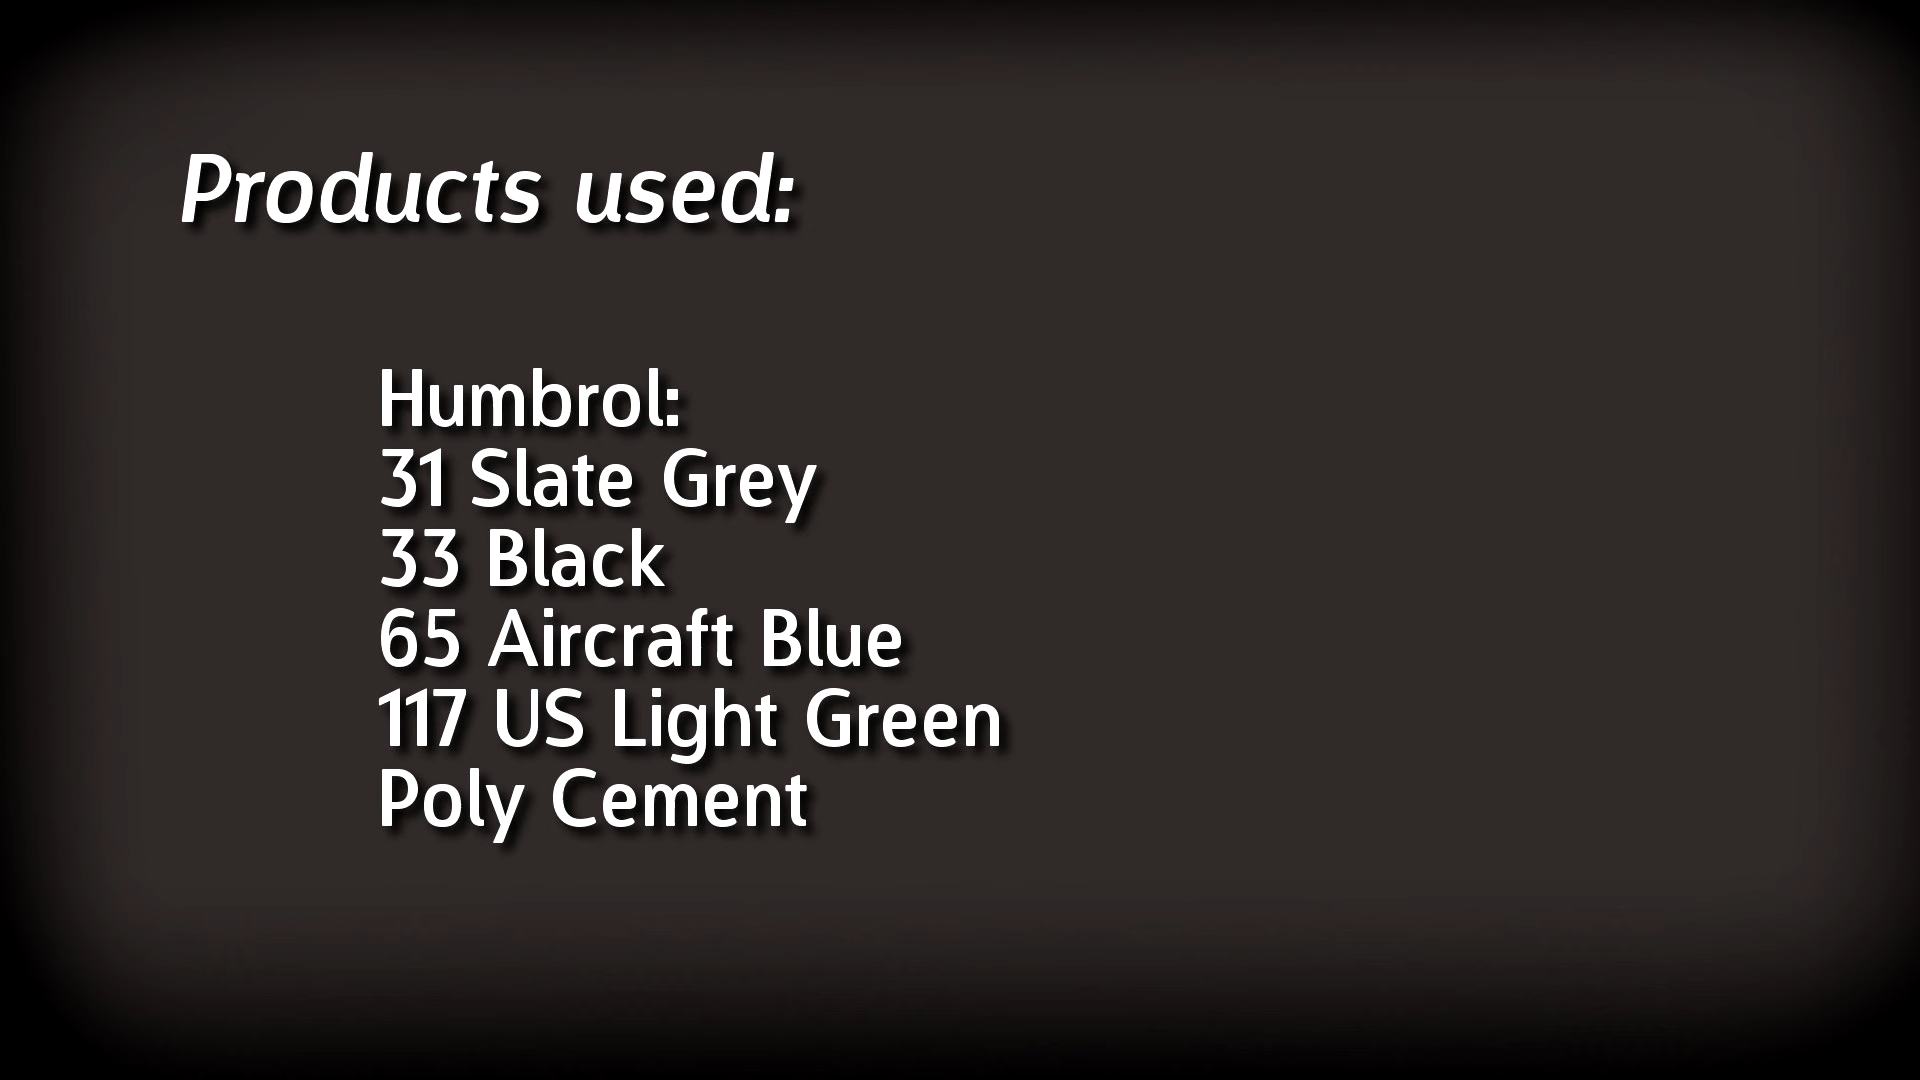 Products used:
Humbrol:
31 Slate Grey
33 Black
65 Aircraft Blue
117 US Light Green
Poly Cement